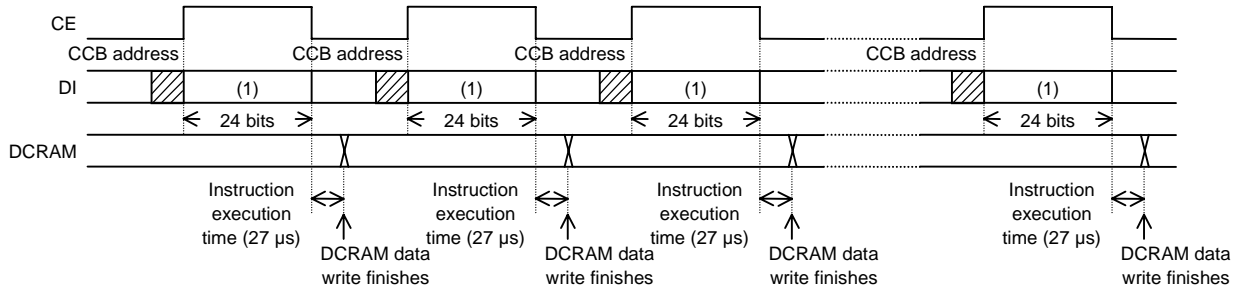 CE
CCB address CCB address CCB address CCB address
DI (1) (1) (1) (1)
24 bits 24 bits 24 bits 24 bits
DCRAM
Instruction Instruction Instruction Instruction
execution execution execution execution
time (27 µs) time (27 µs) time (27 µs) time (27 µs)
DCRAM data DCRAM data DCRAM data DCRAM data
write finishes write finishes write finishes write finishes